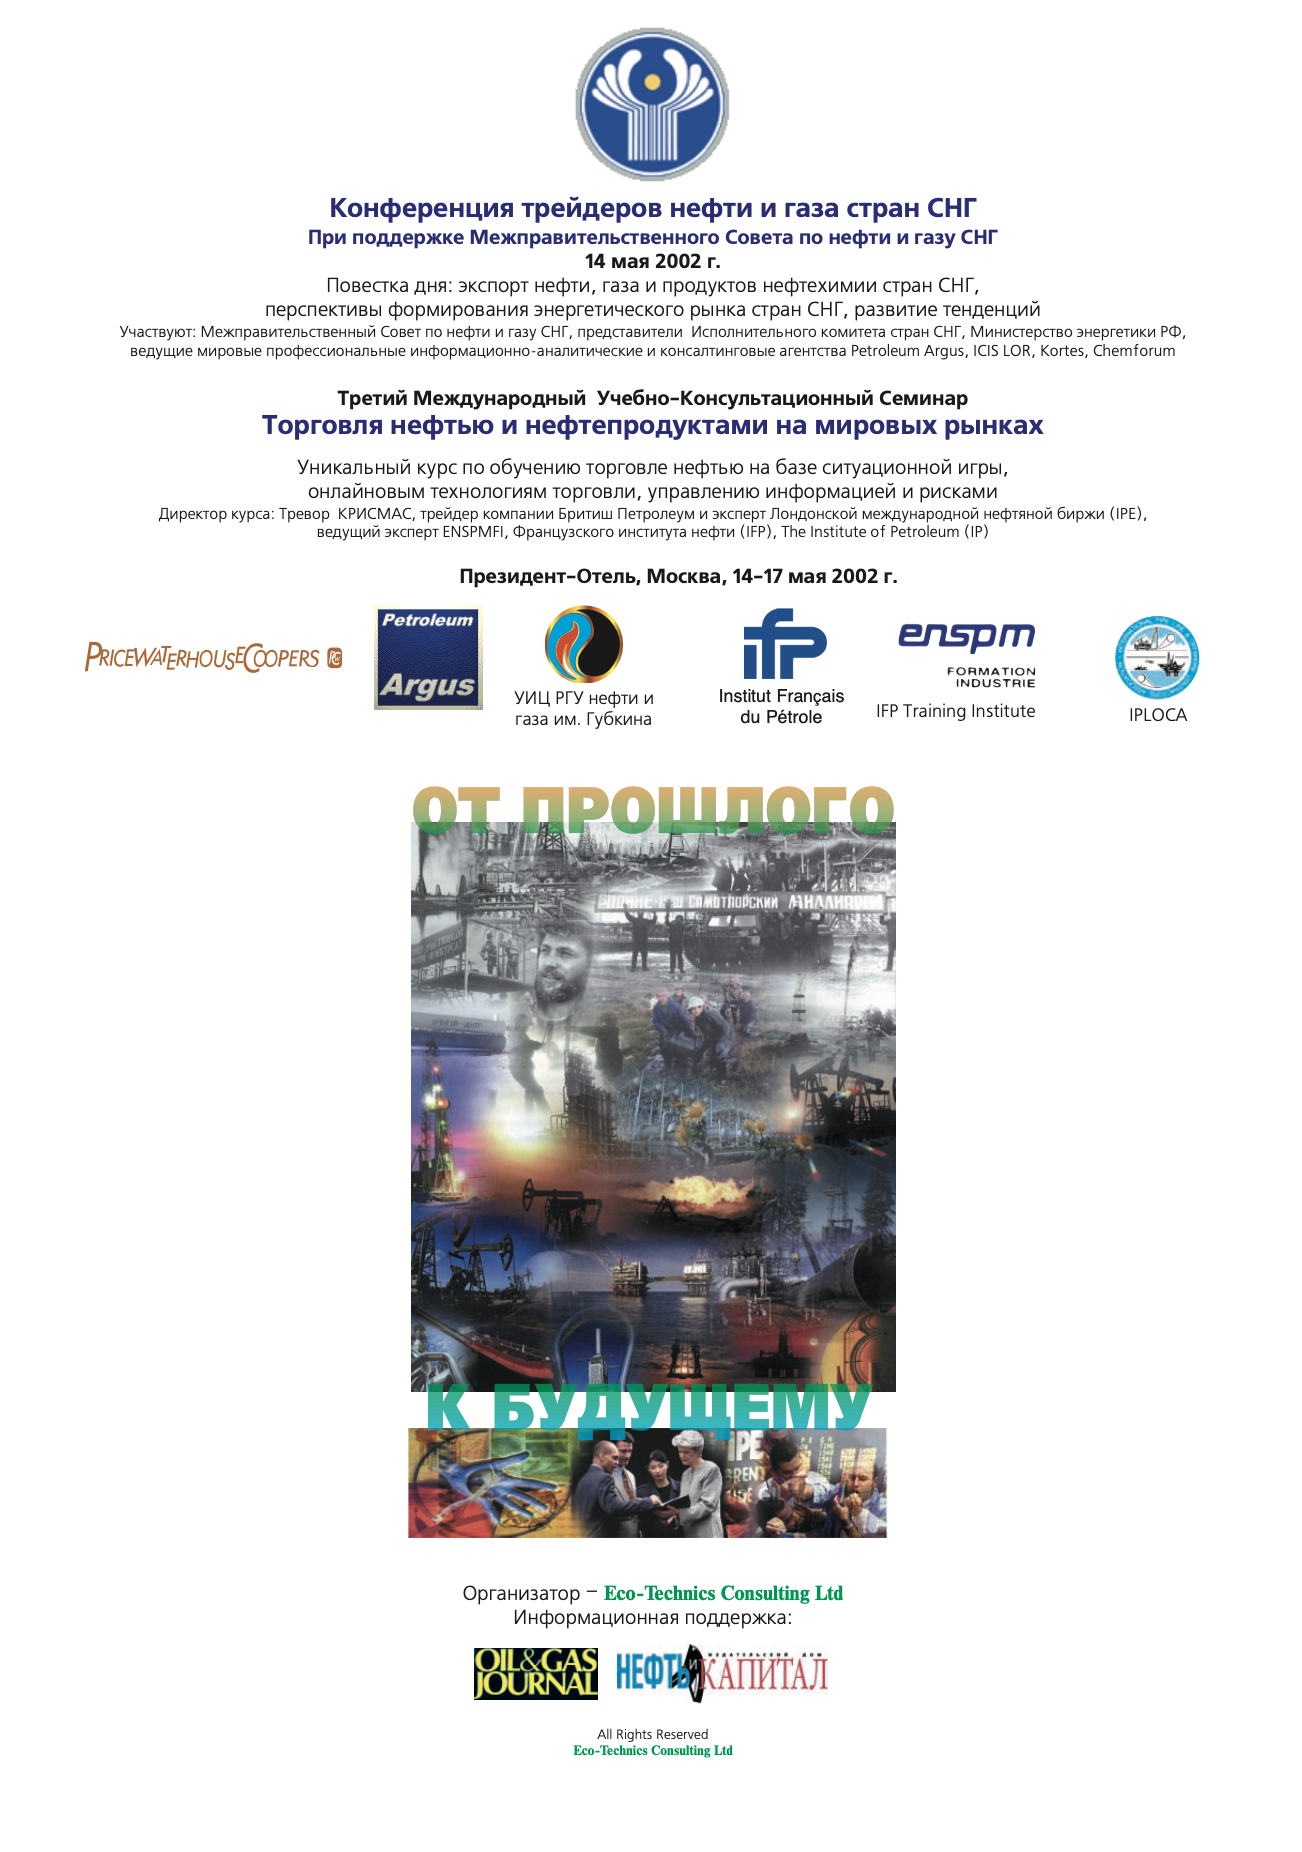 Конференция трейдеров нефти и газа стран СНГ
При поддержке Межправительственного Совета по нефти и газу СНГ
14 мая 2002 г.
Повестка дня: экспорт нефти, газа и продуктов нефтехимии стран СНГ,
перспективы формирования энергетического рынка стран СНГ, развитие тенденций
Участвуют: Межправительственный Совет по нефти и газу СНГ, представители Исполнительного комитета стран СНГ, Министерство энергетики РФ,
ведущие мировые профессиональные информационно-аналитические и консалтинговые агентства Petroleum Argus, ICIS LOR, Kortes, Chemforum
Третий Международный Учебно-Консультационный Семинар
Торговля нефтью и нефтепродуктами на мировых рынках
Уникальный курс по обучению торговле нефтью на базе ситуационной игры,
онлайновым технологиям торговли, управлению информацией и рисками
Директор курса: Тревор КРИСМАС, трейдер компании Бритиш Петролеум и эксперт Лондонской международной нефтяной биржи (IPE),
ведущий эксперт ENSPMFI, Французского института нефти (IFP), The Institute of Petroleum (IP)
Президент-Отель, Москва, 14-17 мая 2002 г.
PRICEWATERHOUSECOOPERS PwC
Petroleum
Argus
УИЦ РГУ нефти и
газа им. Губкина
ifp
Institut Français
du Pétrole
enspm
FORMATION
INDUSTRIE
IFP Training Institute
IPLOCA
ОТ ПРОШЛОГО
САМОТЛОРСКИЙ
К БУДУЩЕМУ
IPE
BRENT
Организатор – Eco-Technics Consulting Ltd
Информационная поддержка:
OIL&GAS
JOURNAL
ИЗДАТЕЛЬСКИЙ ДОМ
НЕФТЬ И КАПИТАЛ
All Rights Reserved
Eco-Technics Consulting Ltd